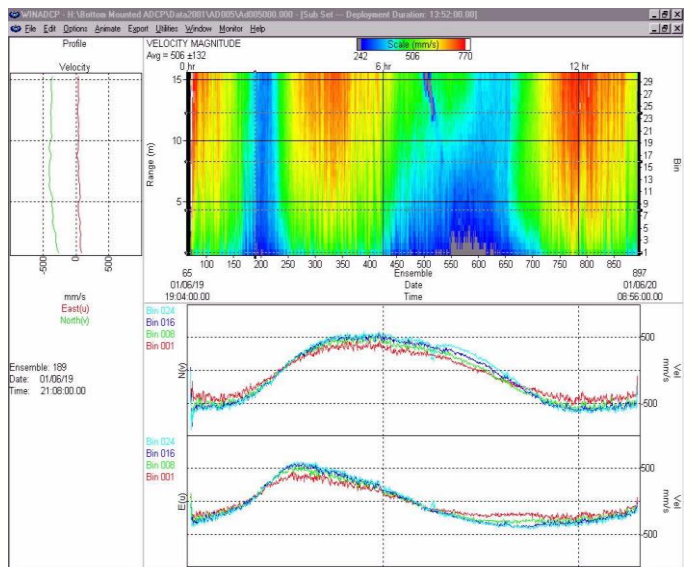 WINADCP - H:\Bottom Mounted ADCP\Data2001\AD005\Ad005000.000 - [Sub Set --- Deployment Duration: 13:52:00.00]
File Edit Options Animate Export Utilities Window Monitor Help
Profile
Velocity
-500 0 500
mm/s
East(u)
North(v)
Ensemble: 189
Date: 01/06/19
Time: 21:08:00.00
VELOCITY MAGNITUDE
Avg = 506 ±132
Scale (mm/s)
242 506 770
0 hr 6 hr 12 hr
15
10
5
Range (m)
29
27
25
23
21
19
17
15
13
11
9
7
5
3
1
Bin
65 897
100 150 200 250 300 350 400 450 500 550 600 650 700 750 800 850
Ensemble
01/06/19 Date 01/06/20
19:04:00.00 Time 08:56:00.00
Bin 024
Bin 016
Bin 008
Bin 001
N(v)
500
-500
Vel
mm/s
Bin 024
Bin 016
Bin 008
Bin 001
E(u)
500
-500
Vel
mm/s